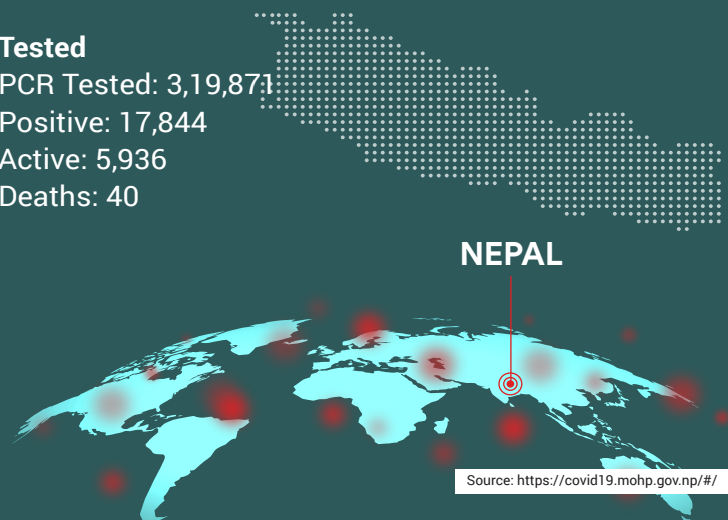 Tested
PCR Tested: 3,19,871
Positive: 17,844
Active: 5,936
Deaths: 40
NEPAL
Source: https://covid19.mohp.gov.np/#/